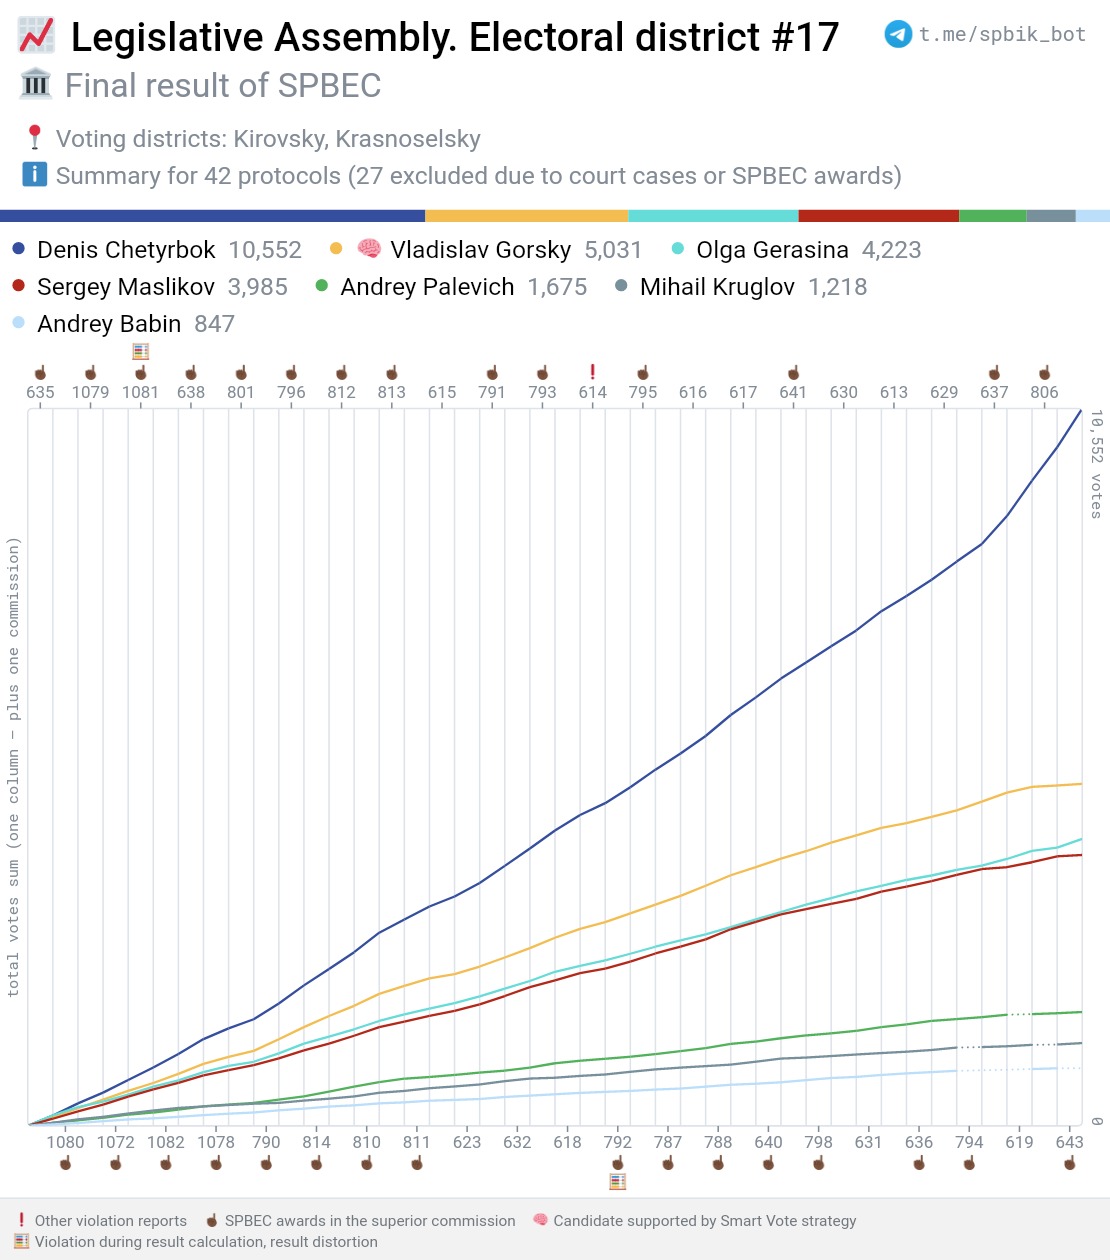 Legislative Assembly. Electoral district #17
t.me/spbik_bot
Final result of SPBEC
Voting districts: Kirovsky, Krasnoselsky
Summary for 42 protocols (27 excluded due to court cases or SPBEC awards)
Denis Chetyrbok 10,552 Vladislav Gorsky 5,031 Olga Gerasina 4,223
Sergey Maslikov 3,985 Andrey Palevich 1,675 Mihail Kruglov 1,218
Andrey Babin 847
635 1079 1081 638 801 796 812 813 615 791 793 614 795 616 617 641 630 613 629 637 806
10,552 votes
total votes sum (one column – plus one commission)
0
1080 1072 1082 1078 790 814 810 811 623 632 618 792 787 788 640 798 631 636 794 619 643
Other violation reports SPBEC awards in the superior commission Candidate supported by Smart Vote strategy
Violation during result calculation, result distortion